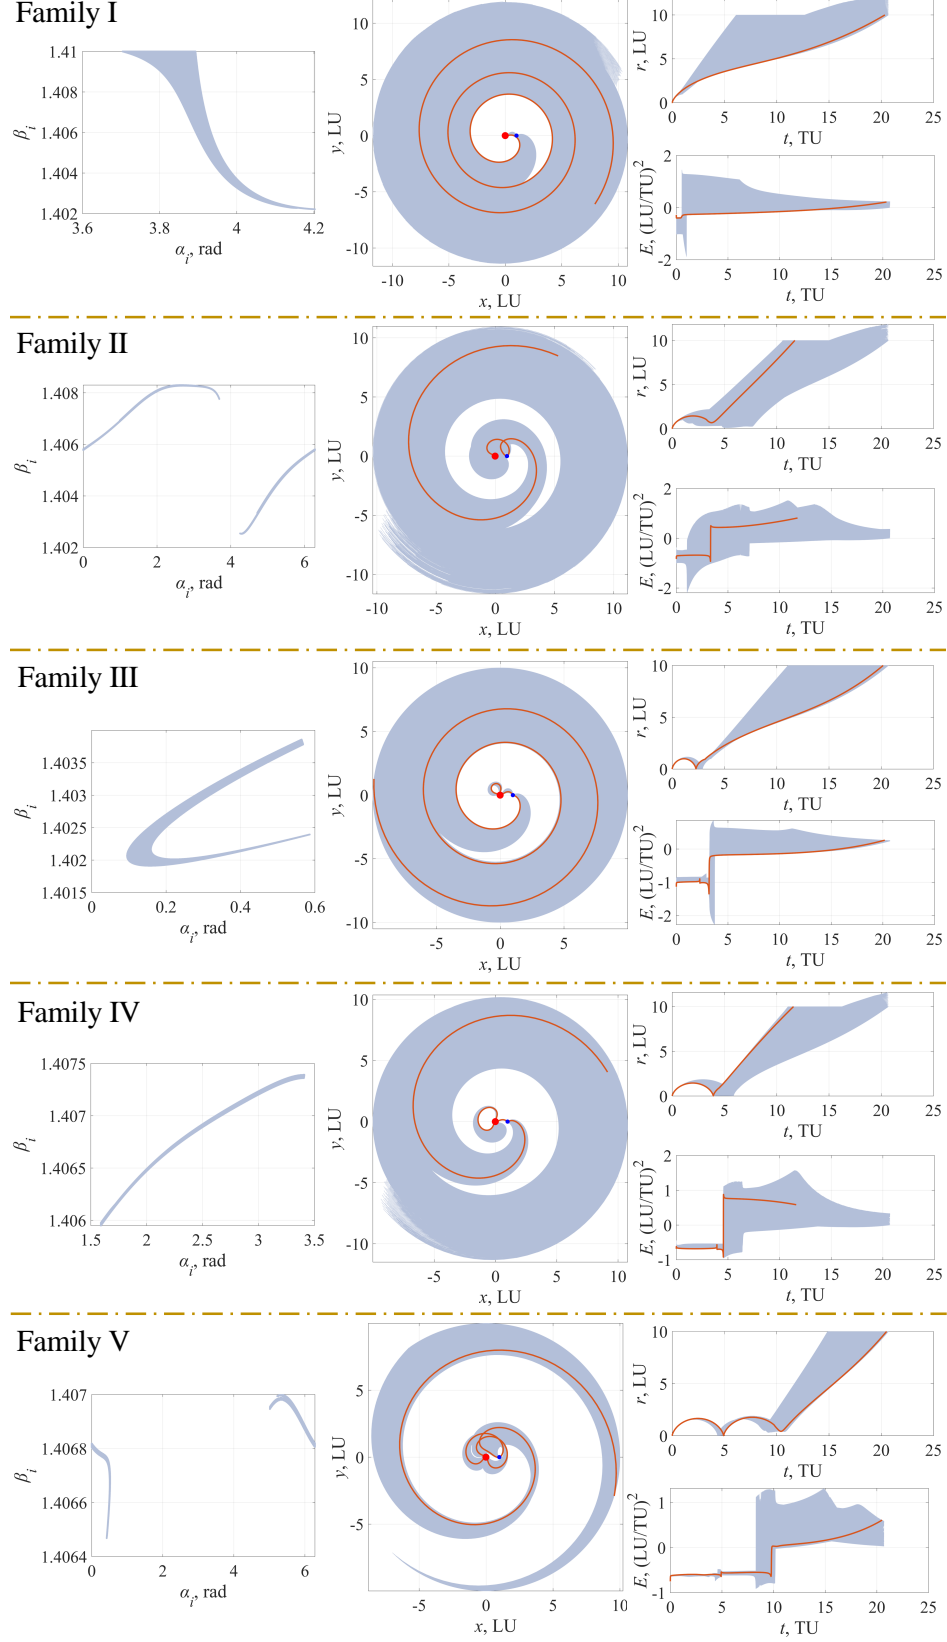 Family I
1.41
1.408
1.406
1.404
1.402
β_i
3.6 3.8 4 4.2
α_i, rad
10
5
0
-5
-10
y, LU
-10 -5 0 5 10
x, LU
10
5
0
r, LU
0 5 10 15 20 25
t, TU
2
0
-2
E, (LU/TU)^2
0 5 10 15 20 25
t, TU
Family II
1.408
1.406
1.404
1.402
β_i
0 2 4 6
α_i, rad
10
5
0
-5
-10
y, LU
-10 -5 0 5 10
x, LU
10
5
0
r, LU
0 5 10 15 20 25
t, TU
2
0
-2
E, (LU/TU)^2
0 5 10 15 20 25
t, TU
Family III
1.4035
1.403
1.4025
1.402
1.4015
β_i
0 0.2 0.4 0.6
α_i, rad
10
5
0
-5
-10
y, LU
-5 0 5
x, LU
10
5
0
r, LU
0 5 10 15 20 25
t, TU
0
-1
-2
E, (LU/TU)^2
0 5 10 15 20 25
t, TU
Family IV
1.4075
1.407
1.4065
1.406
β_i
1.5 2 2.5 3 3.5
α_i, rad
10
5
0
-5
-10
y, LU
-5 0 5 10
x, LU
10
5
0
r, LU
0 5 10 15 20 25
t, TU
2
1
0
-1
E, (LU/TU)^2
0 5 10 15 20 25
t, TU
Family V
1.407
1.4068
1.4066
1.4064
β_i
0 2 4 6
α_i, rad
5
0
-5
y, LU
-5 0 5 10
x, LU
10
5
0
r, LU
0 5 10 15 20 25
t, TU
1
0
-1
E, (LU/TU)^2
0 5 10 15 20 25
t, TU